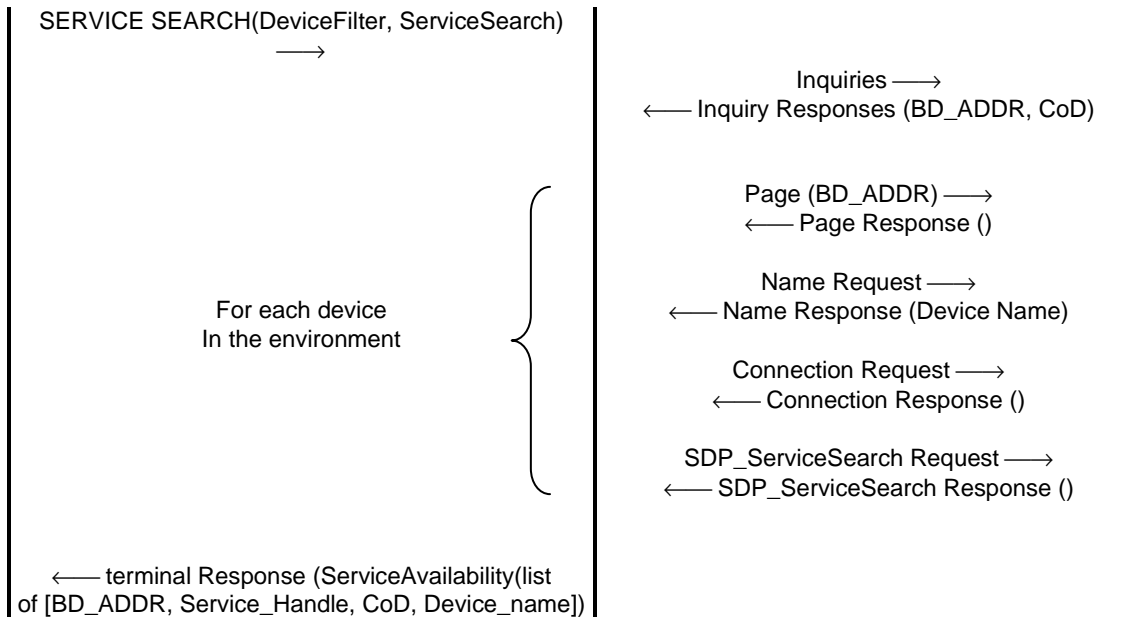 SERVICE SEARCH(DeviceFilter, ServiceSearch)
⟶
Inquiries ⟶
⟵ Inquiry Responses (BD_ADDR, CoD)
Page (BD_ADDR) ⟶
⟵ Page Response ()
Name Request ⟶
⟵ Name Response (Device Name)
For each device
In the environment
Connection Request ⟶
⟵ Connection Response ()
SDP_ServiceSearch Request ⟶
⟵ SDP_ServiceSearch Response ()
⟵ terminal Response (ServiceAvailability(list
of [BD_ADDR, Service_Handle, CoD, Device_name])